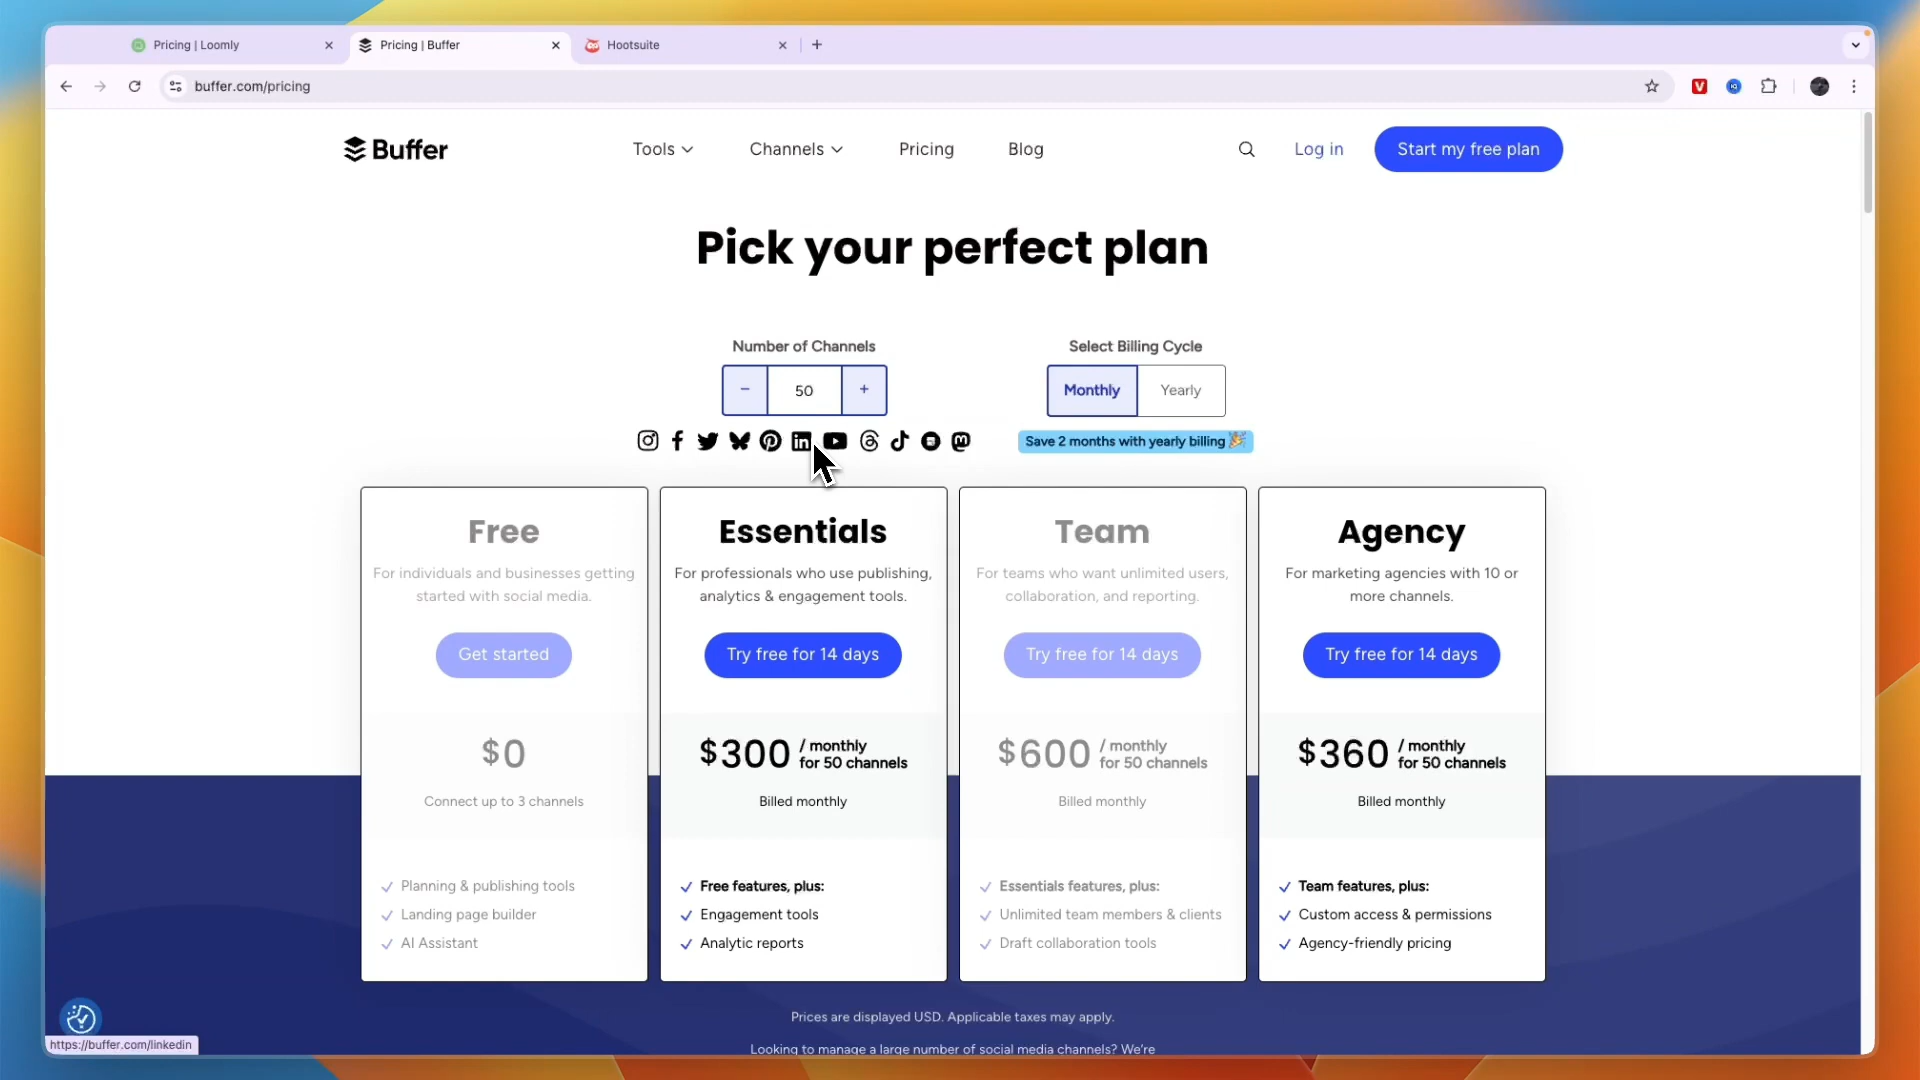 Pricing | Loomly
Pricing | Buffer
Hootsuite
buffer.com/pricing
Buffer
Tools
Channels
Pricing
Blog
Log in
Start my free plan
Pick your perfect plan
Number of Channels
50
Select Billing Cycle
Monthly
Yearly
Save 2 months with yearly billing 🎉
Free
For individuals and businesses getting
started with social media.
Get started
$0
Connect up to 3 channels
Planning & publishing tools
Landing page builder
AI Assistant
Essentials
For professionals who use publishing,
analytics & engagement tools.
Try free for 14 days
$300 / monthly
for 50 channels
Billed monthly
Free features, plus:
Engagement tools
Analytic reports
Team
For teams who want unlimited users,
collaboration, and reporting.
Try free for 14 days
$600 / monthly
for 50 channels
Billed monthly
Essentials features, plus:
Unlimited team members & clients
Draft collaboration tools
Agency
For marketing agencies with 10 or
more channels.
Try free for 14 days
$360 / monthly
for 50 channels
Billed monthly
Team features, plus:
Custom access & permissions
Agency-friendly pricing
Prices are displayed USD. Applicable taxes may apply.
Looking to manage a large number of social media channels? We're
https://buffer.com/linkedin